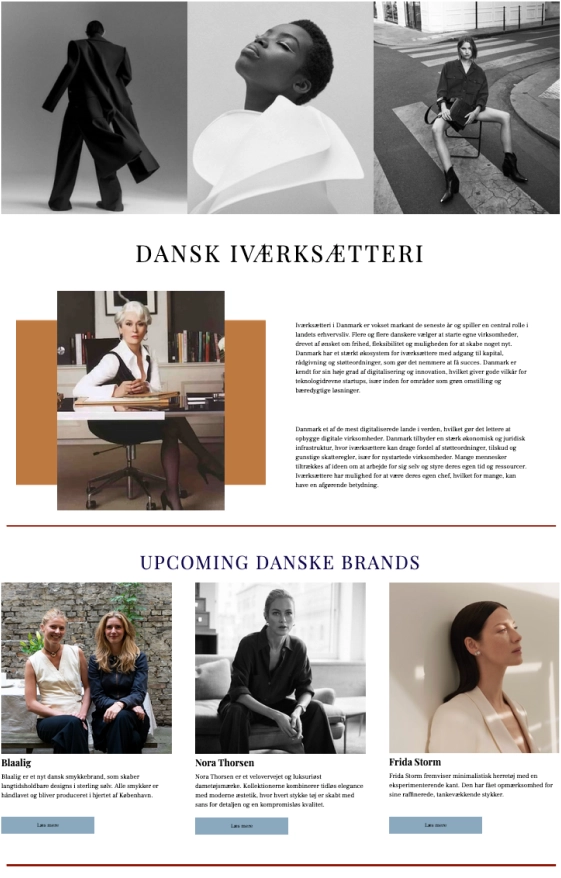 DANSK IVÆRKSÆTTERI
Iværksætteri i Danmark er vokset markant de seneste år og spiller en central rolle i
landets erhvervsliv. Flere og flere danskere vælger at starte egne virksomheder,
drevet af ønsket om frihed, fleksibilitet og muligheden for at skabe noget nyt.
Danmark har et stærkt økosystem for iværksættere med adgang til kapital,
rådgivning og støtteordninger, som gør det nemmere at få succes. Danmark er
kendt for sin høje grad af digitalisering og innovation, hvilket giver gode vilkår for
teknologidrevne startups, især inden for områder som grøn omstilling og
bæredygtige løsninger.
Danmark et af de mest digitaliserede lande i verden, hvilket gør det lettere at
opbygge digitale virksomheder. Danmark tilbyder en stærk økonomisk og juridisk
infrastruktur, hvor iværksættere kan drage fordel af støtteordninger, tilskud og
gunstige skatteregler, især for nystartede virksomheder. Mange mennesker
tiltrækkes af ideen om at arbejde for sig selv og styre deres egen tid og ressourcer.
Iværksættere har mulighed for at være deres egen chef, hvilket for mange, kan
have en afgørende betydning.
UPCOMING DANSKE BRANDS
Blaalig
Blaalig er et nyt dansk smykkebrand, som skaber
langtidsholdbare designs i sterling sølv. Alle smykker er
håndlavet og bliver produceret i hjertet af København.
Læs mere
Nora Thorsen
Nora Thorsen er et velovervejet og luksuriøst
dametøjsmærke. Kollektionerne kombinerer tidløs elegance
med moderne æstetik, hvor hvert stykke tøj er skabt med
sans for detaljen og en kompromisløs kvalitet.
Læs mere
Frida Storm
Frida Storm fremviser minimalistisk herretøj med en
eksperimenterende kant. Den har fået opmærksomhed for
sine raffinerede, tankevækkende stykker.
Læs mere